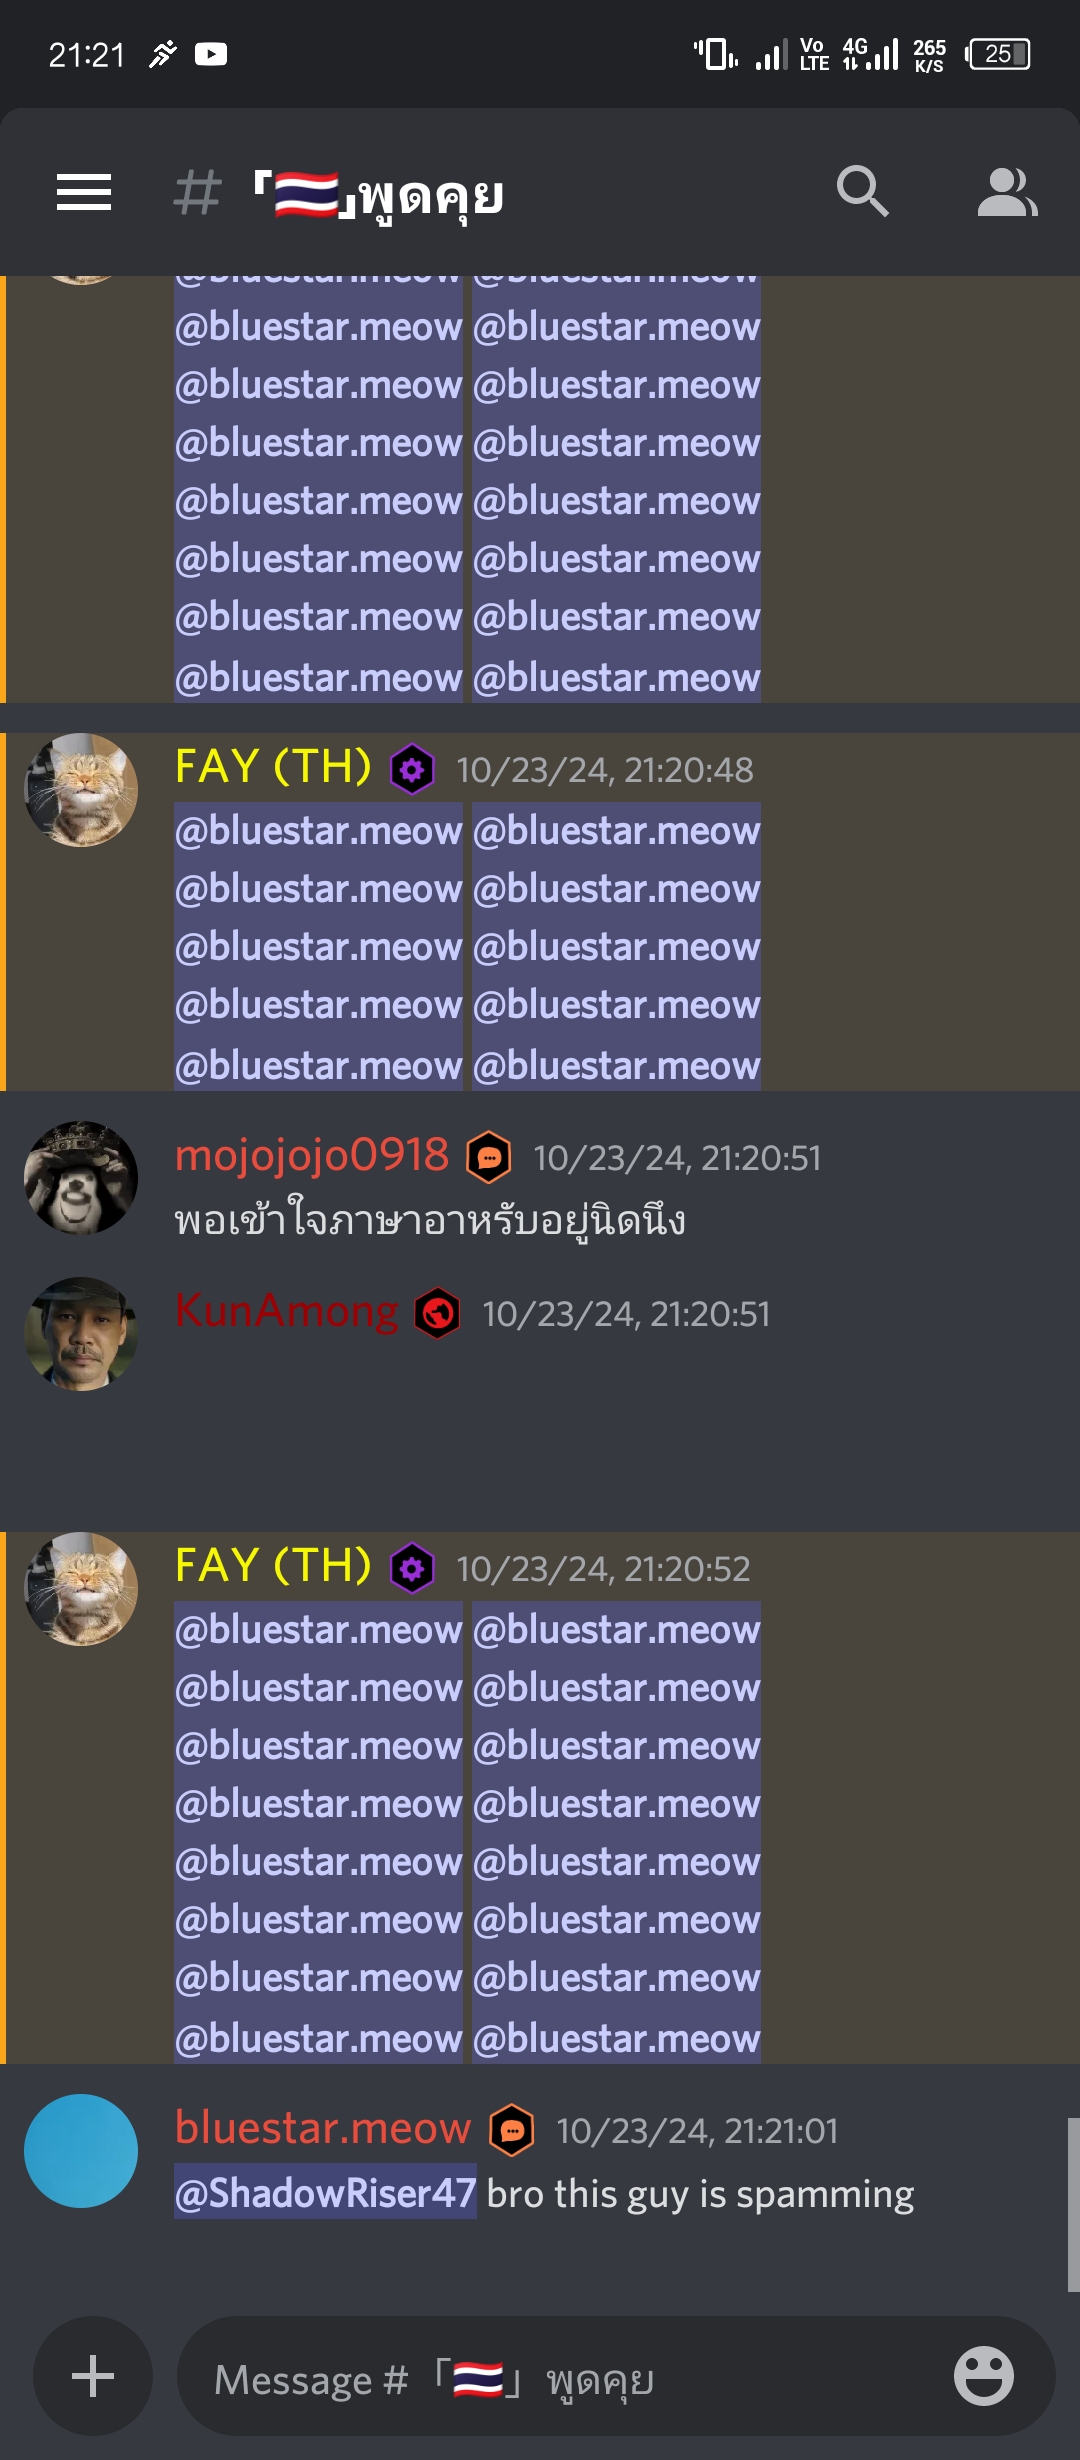 21:21 Vo LTE 4G 265 K/S 25
# 「🇹🇭」พูดคุย
@bluestar.meow @bluestar.meow
@bluestar.meow @bluestar.meow
@bluestar.meow @bluestar.meow
@bluestar.meow @bluestar.meow
@bluestar.meow @bluestar.meow
@bluestar.meow @bluestar.meow
@bluestar.meow @bluestar.meow
@bluestar.meow @bluestar.meow
FAY (TH) 10/23/24, 21:20:48
@bluestar.meow @bluestar.meow
@bluestar.meow @bluestar.meow
@bluestar.meow @bluestar.meow
@bluestar.meow @bluestar.meow
@bluestar.meow @bluestar.meow
mojojojo0918 10/23/24, 21:20:51
พอเข้าใจภาษาอาหรับอยู่นิดนึง
KunAmong 10/23/24, 21:20:51
FAY (TH) 10/23/24, 21:20:52
@bluestar.meow @bluestar.meow
@bluestar.meow @bluestar.meow
@bluestar.meow @bluestar.meow
@bluestar.meow @bluestar.meow
@bluestar.meow @bluestar.meow
@bluestar.meow @bluestar.meow
@bluestar.meow @bluestar.meow
@bluestar.meow @bluestar.meow
bluestar.meow 10/23/24, 21:21:01
@ShadowRiser47 bro this guy is spamming
Message #「🇹🇭」พูดคุย